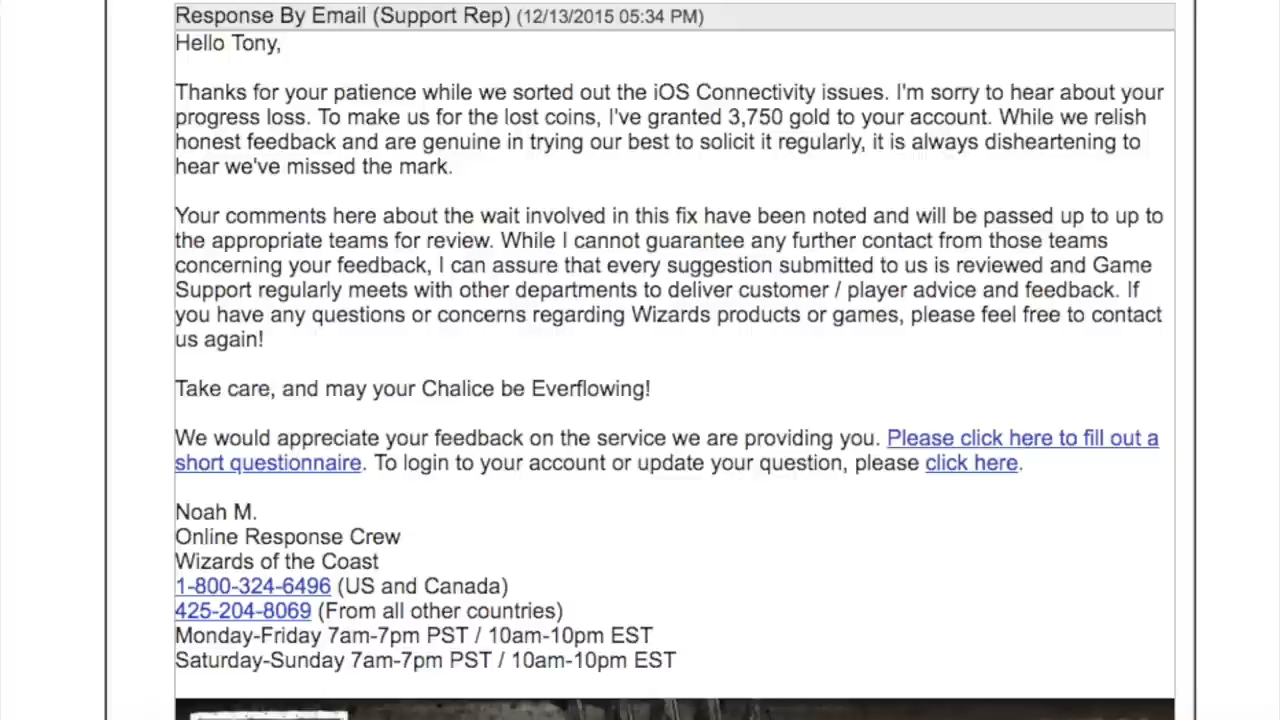 Response By Email (Support Rep) (12/13/2015 05:34 PM)
Hello Tony,
Thanks for your patience while we sorted out the iOS Connectivity issues. I'm sorry to hear about your
progress loss. To make us for the lost coins, I've granted 3,750 gold to your account. While we relish
honest feedback and are genuine in trying our best to solicit it regularly, it is always disheartening to
hear we've missed the mark.
Your comments here about the wait involved in this fix have been noted and will be passed up to up to
the appropriate teams for review. While I cannot guarantee any further contact from those teams
concerning your feedback, I can assure that every suggestion submitted to us is reviewed and Game
Support regularly meets with other departments to deliver customer / player advice and feedback. If
you have any questions or concerns regarding Wizards products or games, please feel free to contact
us again!
Take care, and may your Chalice be Everflowing!
We would appreciate your feedback on the service we are providing you. Please click here to fill out a
short questionnaire. To login to your account or update your question, please click here.
Noah M.
Online Response Crew
Wizards of the Coast
1-800-324-6496 (US and Canada)
425-204-8069 (From all other countries)
Monday-Friday 7am-7pm PST / 10am-10pm EST
Saturday-Sunday 7am-7pm PST / 10am-10pm EST